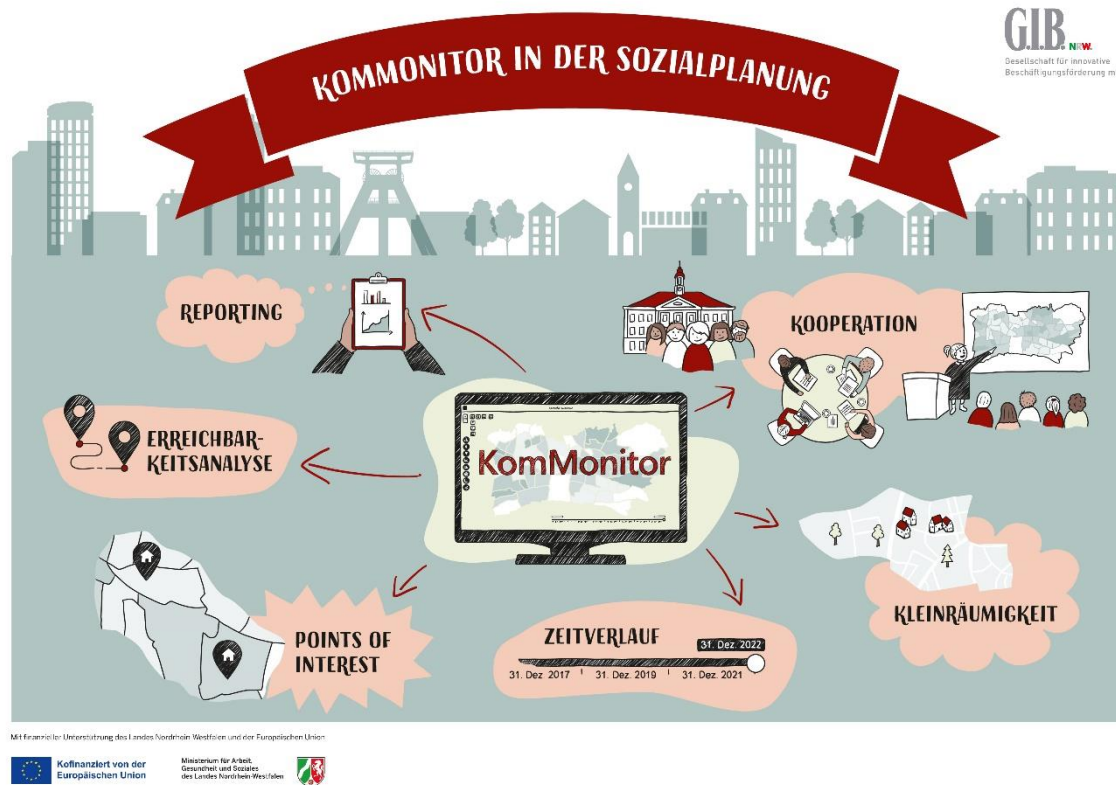 KOMMONITOR IN DER SOZIALPLANUNG
G.I.B. NRW.
Gesellschaft für innovative
Beschäftigungsförderung m
REPORTING
KOOPERATION
ERREICHBAR-
KEITSANALYSE
KomMonitor
KLEINRÄUMIGKEIT
POINTS OF
INTEREST
ZEITVERLAUF
31. Dez. 2022
31. Dez. 2017 31. Dez. 2019 31. Dez. 2021
Mit finanzieller Unterstützung des Landes Nordrhein-Westfalen und der Europäischen Union
Kofinanziert von der
Europäischen Union
Ministerium für Arbeit,
Gesundheit und Soziales
des Landes Nordrhein-Westfalen